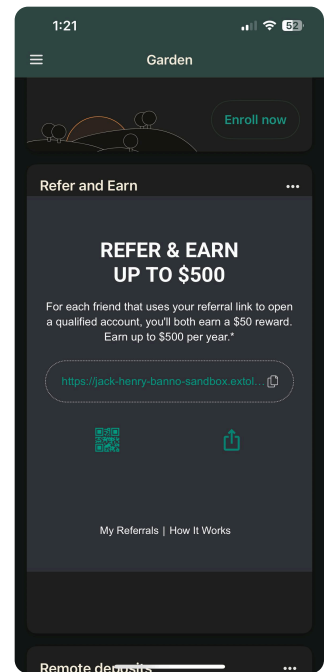 1:21
52
Garden
Enroll now
Refer and Earn
REFER & EARN
UP TO $500
For each friend that uses your referral link to open
a qualified account, you'll both earn a $50 reward.
Earn up to $500 per year.*
https://jack-henry-banno-sandbox.extol...
My Referrals | How It Works
Remote deposits